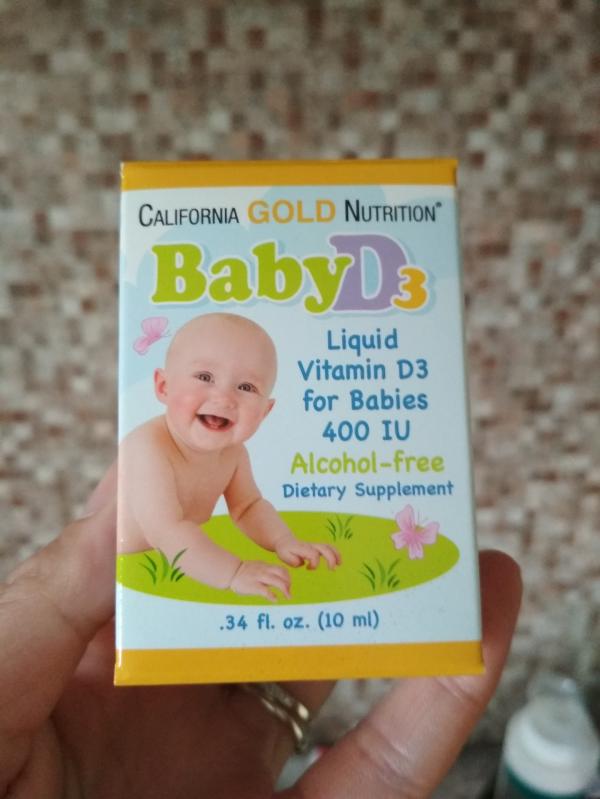 CALIFORNIA GOLD NUTRITION®
BabyD3
Liquid
Vitamin D3
for Babies
400 IU
Alcohol-free
Dietary Supplement
.34 fl. oz. (10 ml)